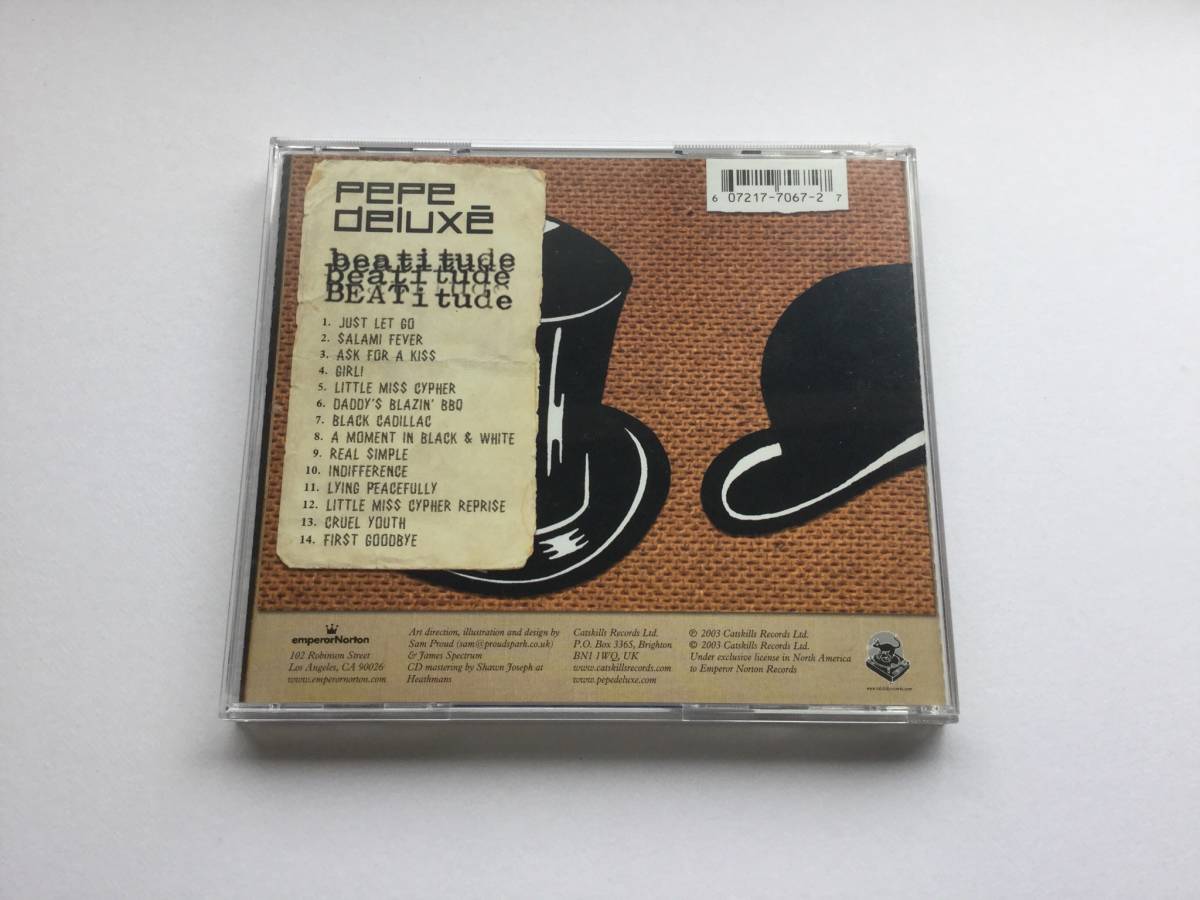 PEPE
deluxē
beatitude
beatitude
BEATitude
1. JU$T LET GO
2. $ALAMI FEVER
3. A$K FOR A KI$$
4. GIRL!
5. LITTLE MI$$ CYPHER
6. DADDY'$ BLAZIN' BBQ
7. BLACK CADILLAC
8. A MOMENT IN BLACK & WHITE
9. REAL $IMPLE
10. INDIFFERENCE
11. LYING PEACEFULLY
12. LITTLE MI$$ CYPHER REPRI$E
13. CRUEL YOUTH
14. FIR$T GOODBYE
6 07217-7067-2 7
emperorNorton
102 Robinson Street
Los Angeles, CA 90026
www.emperornorton.com
Art direction, illustration and design by
Sam Proud (sam@proudspark.co.uk)
& James Spectrum
CD mastering by Shawn Joseph at
Heathmans
Catskills Records Ltd.
P.O. Box 3365, Brighton
BN1 1WQ, UK
www.catskillsrecords.com
www.pepedeluxe.com
℗ 2003 Catskills Records Ltd.
© 2003 Catskills Records Ltd.
Under exclusive license in North America
to Emperor Norton Records
www.catskillsrecords.com